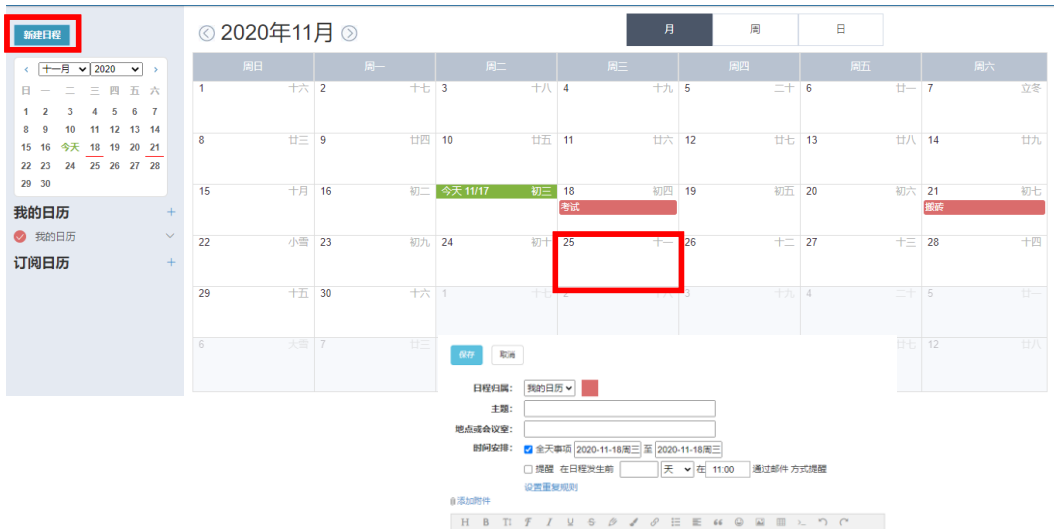 新建日程
十一月 2020
日 一 二 三 四 五 六
1 2 3 4 5 6 7
8 9 10 11 12 13 14
15 16 今天 18 19 20 21
22 23 24 25 26 27 28
29 30
我的日历 +
我的日历
订阅日历 +
2020年11月
月 周 日
周日 周一 周二 周三 周四 周五 周六
1 十六 2 十七 3 十八 4 十九 5 二十 6 廿一 7 立冬
8 廿三 9 廿四 10 廿五 11 廿六 12 廿七 13 廿八 14 廿九
15 十月 16 初二 今天 11/17 初三 18 初四 19 初五 20 初六 21 初七
考试 搬砖
22 小雪 23 初九 24 初十 25 十一 26 十二 27 十三 28 十四
29 十五 30 十六 1 十七 2 十八 3 十九 4 二十 5 廿一
6 大雪 7 廿三 廿七 12 廿八
保存 取消
日程归属: 我的日历
主题:
地点或会议室:
时间安排: 全天事项 2020-11-18周三 至 2020-11-18周三
提醒 在日程发生前 天 在 11:00 通过邮件 方式提醒
设置重复规则
添加附件